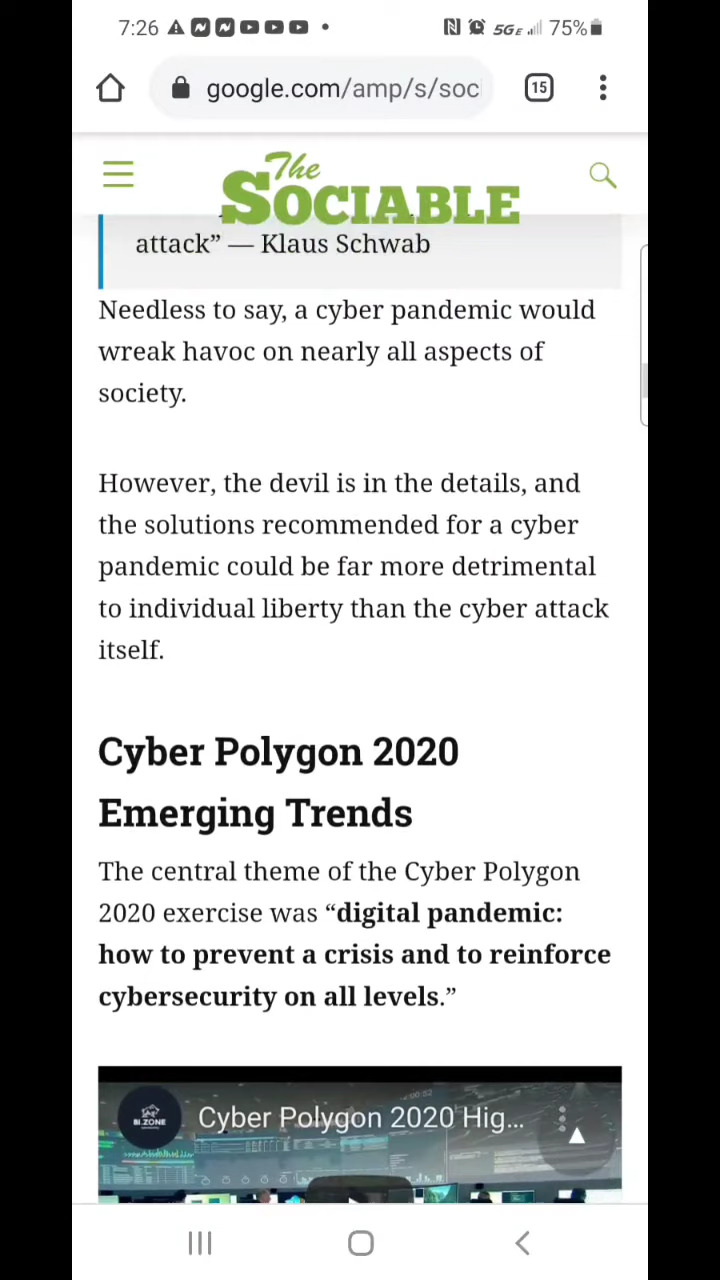 7:26 75%
5GE
google.com/amp/s/soc
15
The
SOCIABLE
attack” — Klaus Schwab
Needless to say, a cyber pandemic would
wreak havoc on nearly all aspects of
society.
However, the devil is in the details, and
the solutions recommended for a cyber
pandemic could be far more detrimental
to individual liberty than the cyber attack
itself.
Cyber Polygon 2020
Emerging Trends
The central theme of the Cyber Polygon
2020 exercise was “digital pandemic:
how to prevent a crisis and to reinforce
cybersecurity on all levels.”
BI.ZONE
Cyber Polygon 2020 Hig...